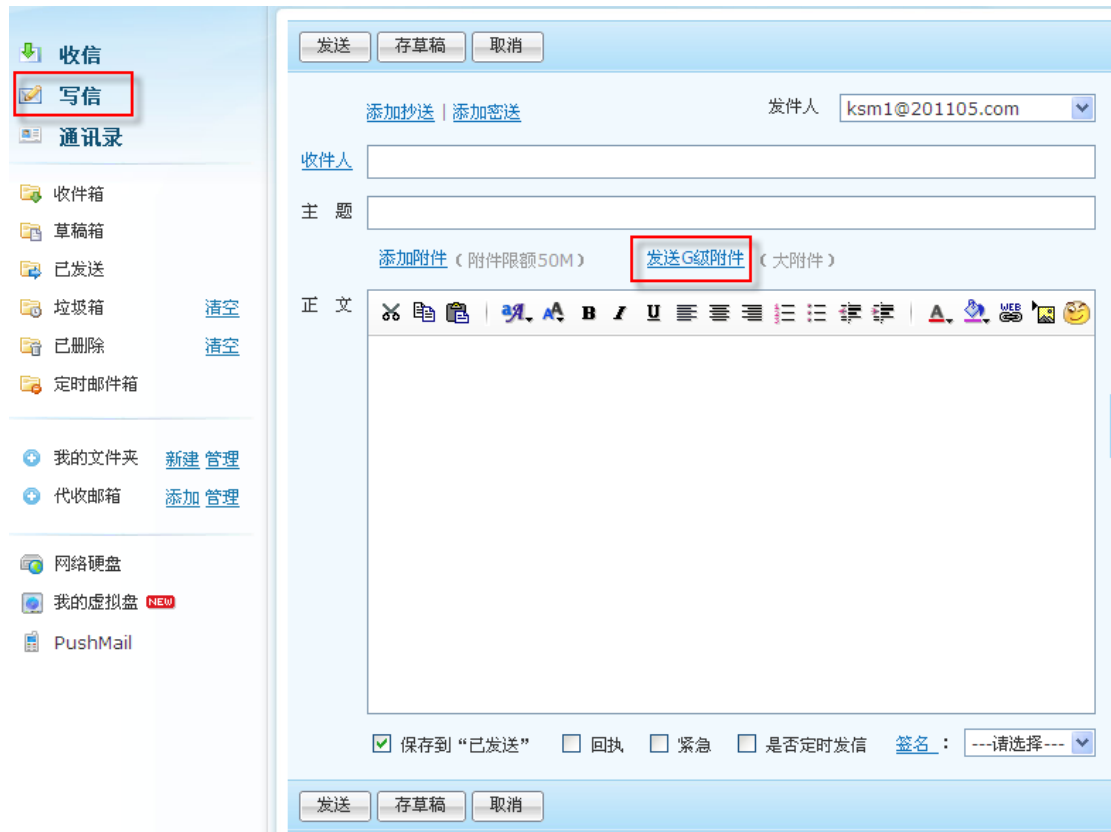 收信
写信
通讯录
收件箱
草稿箱
已发送
垃圾箱 清空
已删除 清空
定时邮件箱
我的文件夹 新建 管理
代收邮箱 添加 管理
网络硬盘
我的虚拟盘 NEW
PushMail
发送 存草稿 取消
添加抄送 | 添加密送 发件人 ksm1@201105.com
收件人
主 题
添加附件（附件限额50M） 发送G级附件（大附件）
正 文 B I U A WEB
保存到“已发送” 回执 紧急 是否定时发信 签名： ---请选择---
发送 存草稿 取消